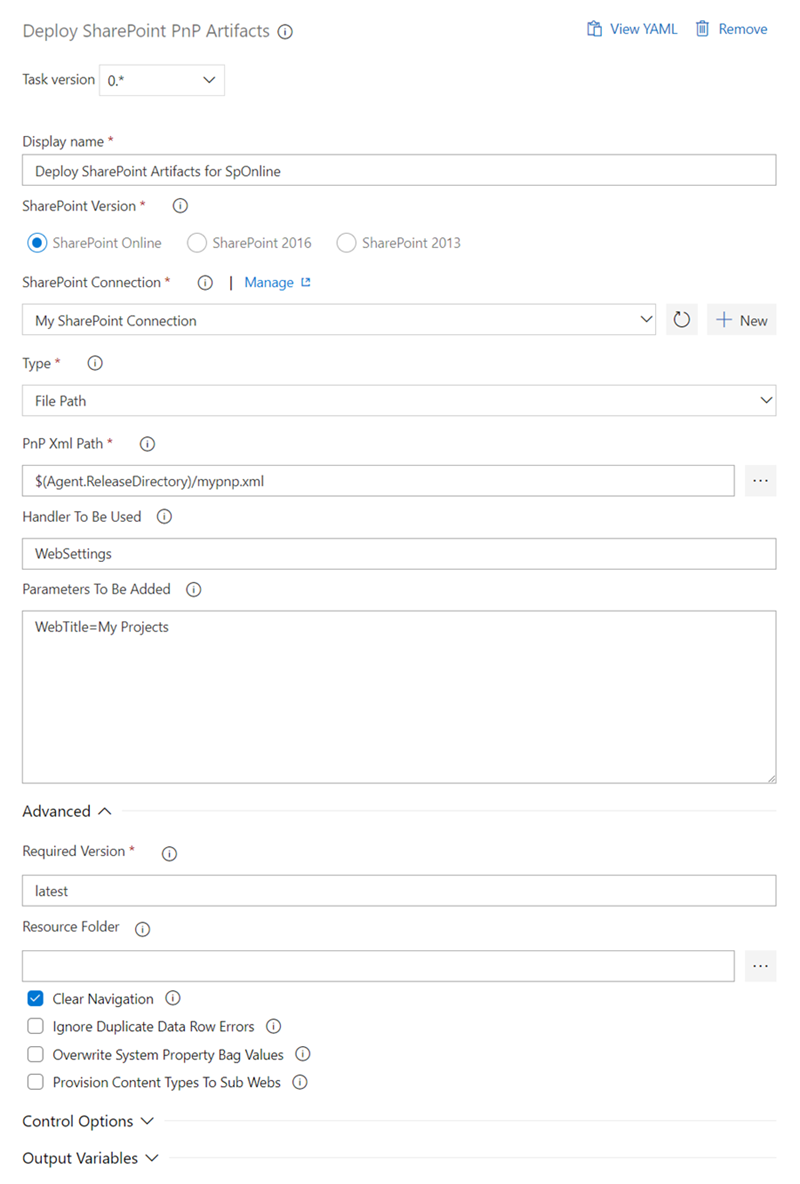 Deploy SharePoint PnP Artifacts View YAML Remove
Task version 0.*
Display name *
Deploy SharePoint Artifacts for SpOnline
SharePoint Version *
SharePoint Online SharePoint 2016 SharePoint 2013
SharePoint Connection * | Manage
My SharePoint Connection New
Type *
File Path
PnP Xml Path *
$(Agent.ReleaseDirectory)/mypnp.xml ...
Handler To Be Used
WebSettings
Parameters To Be Added
WebTitle=My Projects
Advanced
Required Version *
latest
Resource Folder
...
Clear Navigation
Ignore Duplicate Data Row Errors
Overwrite System Property Bag Values
Provision Content Types To Sub Webs
Control Options
Output Variables